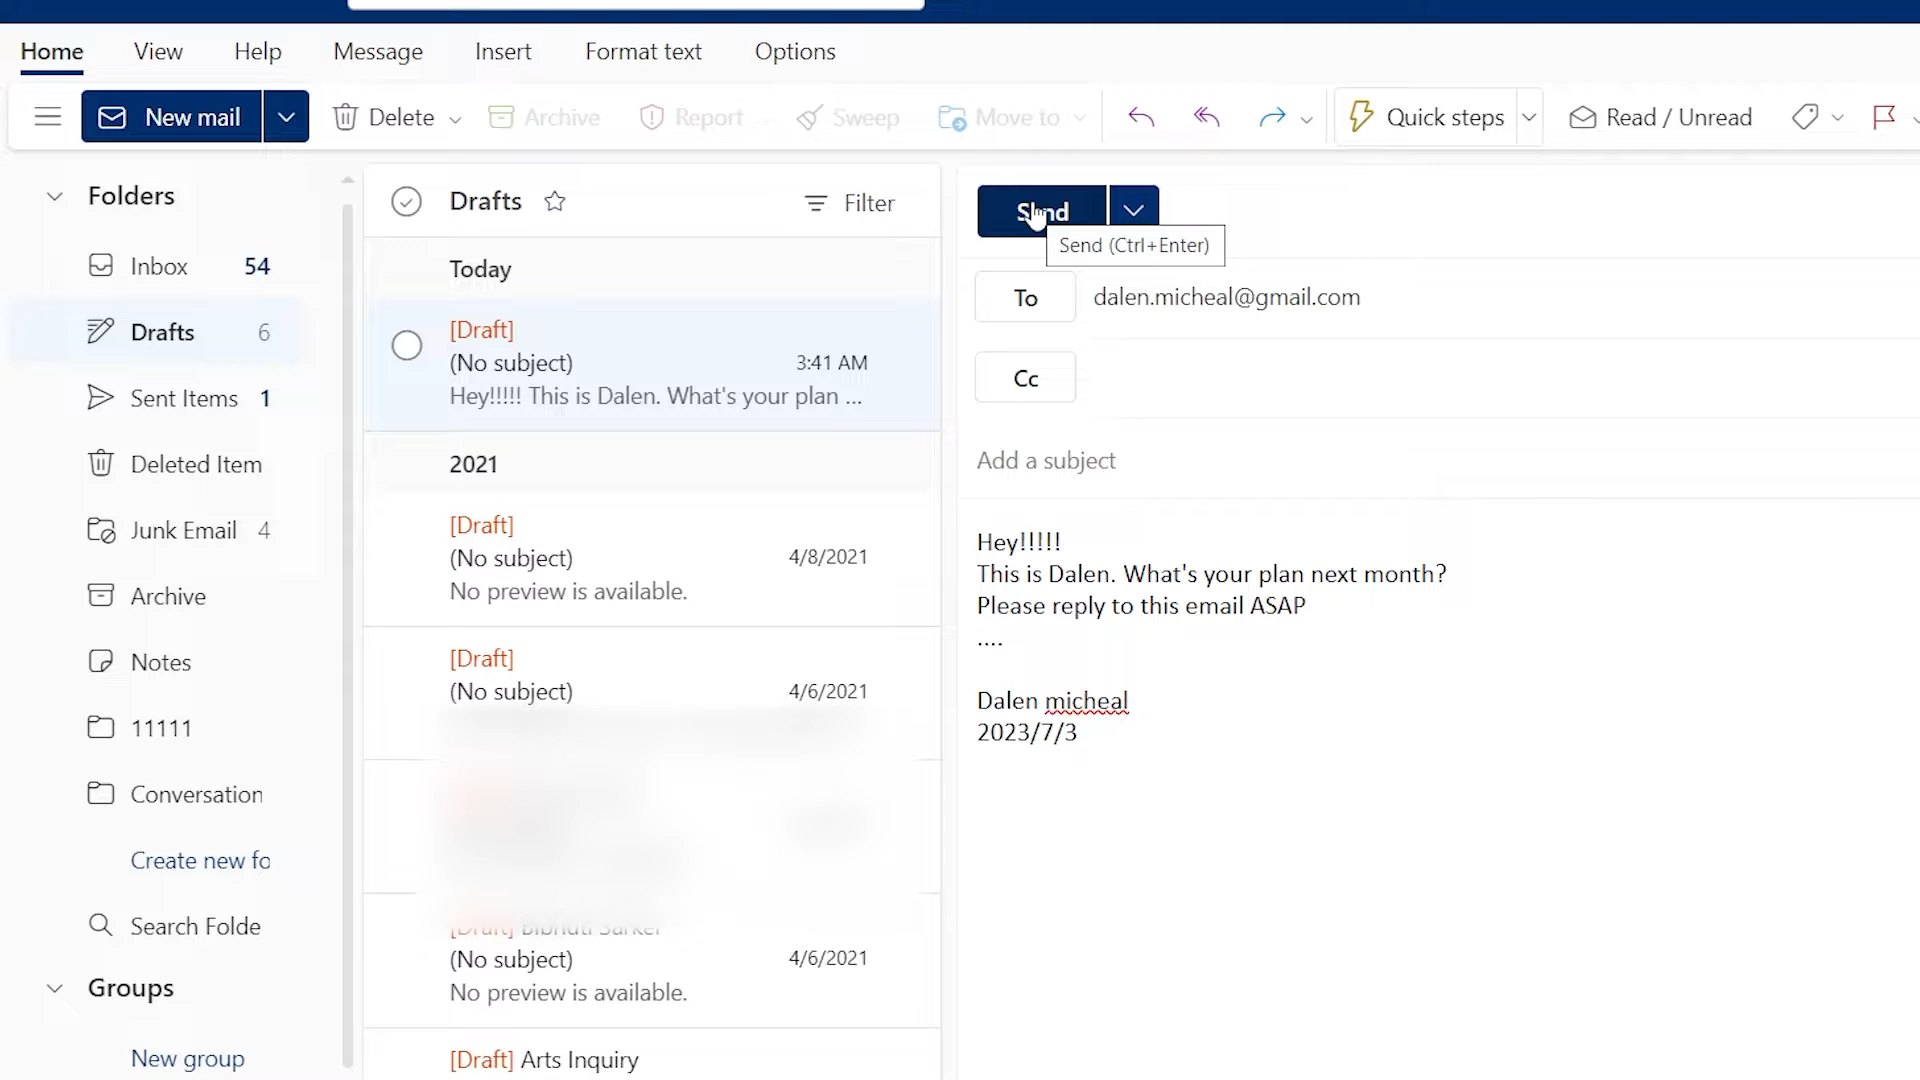 Home View Help Message Insert Format text Options
New mail Delete Archive Report Sweep Move to Quick steps Read / Unread
Folders
Inbox 54
Drafts 6
Sent Items 1
Deleted Item
Junk Email 4
Archive
Notes
11111
Conversation
Create new fo
Search Folde
Groups
New group
Drafts Filter
Today
[Draft]
(No subject) 3:41 AM
Hey!!!!! This is Dalen. What's your plan ...
2021
[Draft]
(No subject) 4/8/2021
No preview is available.
[Draft]
(No subject) 4/6/2021
[Draft]
(No subject) 4/6/2021
No preview is available.
[Draft] Arts Inquiry
Send
Send (Ctrl+Enter)
To dalen.micheal@gmail.com
Cc
Add a subject
Hey!!!!!
This is Dalen. What's your plan next month?
Please reply to this email ASAP
....
Dalen micheal
2023/7/3